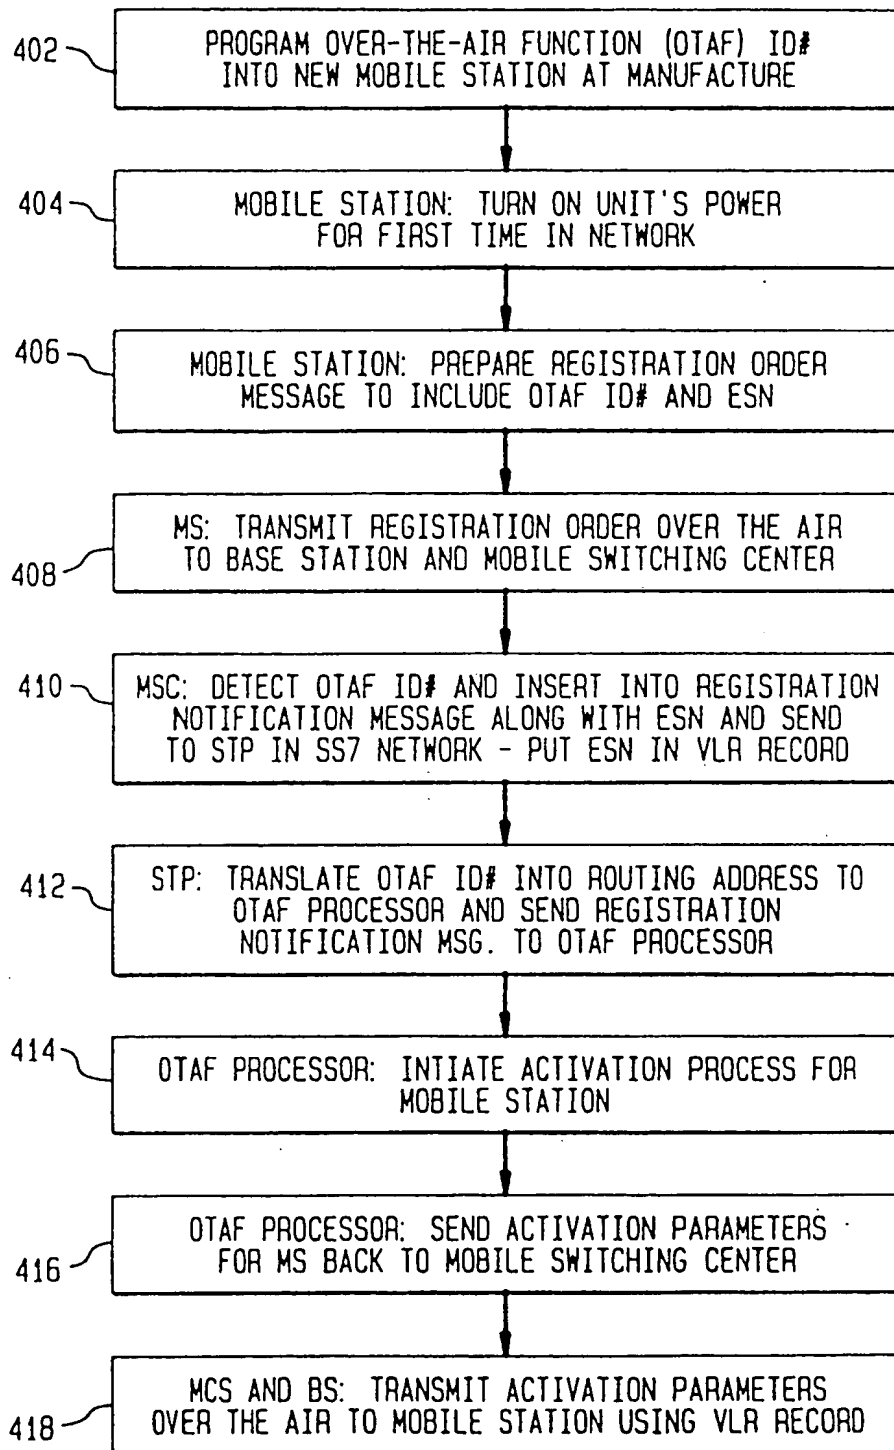 402
PROGRAM OVER-THE-AIR FUNCTION (OTAF) ID#
INTO NEW MOBILE STATION AT MANUFACTURE
404
MOBILE STATION: TURN ON UNIT'S POWER
FOR FIRST TIME IN NETWORK
406
MOBILE STATION: PREPARE REGISTRATION ORDER
MESSAGE TO INCLUDE OTAF ID# AND ESN
408
MS: TRANSMIT REGISTRATION ORDER OVER THE AIR
TO BASE STATION AND MOBILE SWITCHING CENTER
410
MSC: DETECT OTAF ID# AND INSERT INTO REGISTRATION
NOTIFICATION MESSAGE ALONG WITH ESN AND SEND
TO STP IN SS7 NETWORK - PUT ESN IN VLR RECORD
412
STP: TRANSLATE OTAF ID# INTO ROUTING ADDRESS TO
OTAF PROCESSOR AND SEND REGISTRATION
NOTIFICATION MSG. TO OTAF PROCESSOR
414
OTAF PROCESSOR: INTIATE ACTIVATION PROCESS FOR
MOBILE STATION
416
OTAF PROCESSOR: SEND ACTIVATION PARAMETERS
FOR MS BACK TO MOBILE SWITCHING CENTER
418
MCS AND BS: TRANSMIT ACTIVATION PARAMETERS
OVER THE AIR TO MOBILE STATION USING VLR RECORD